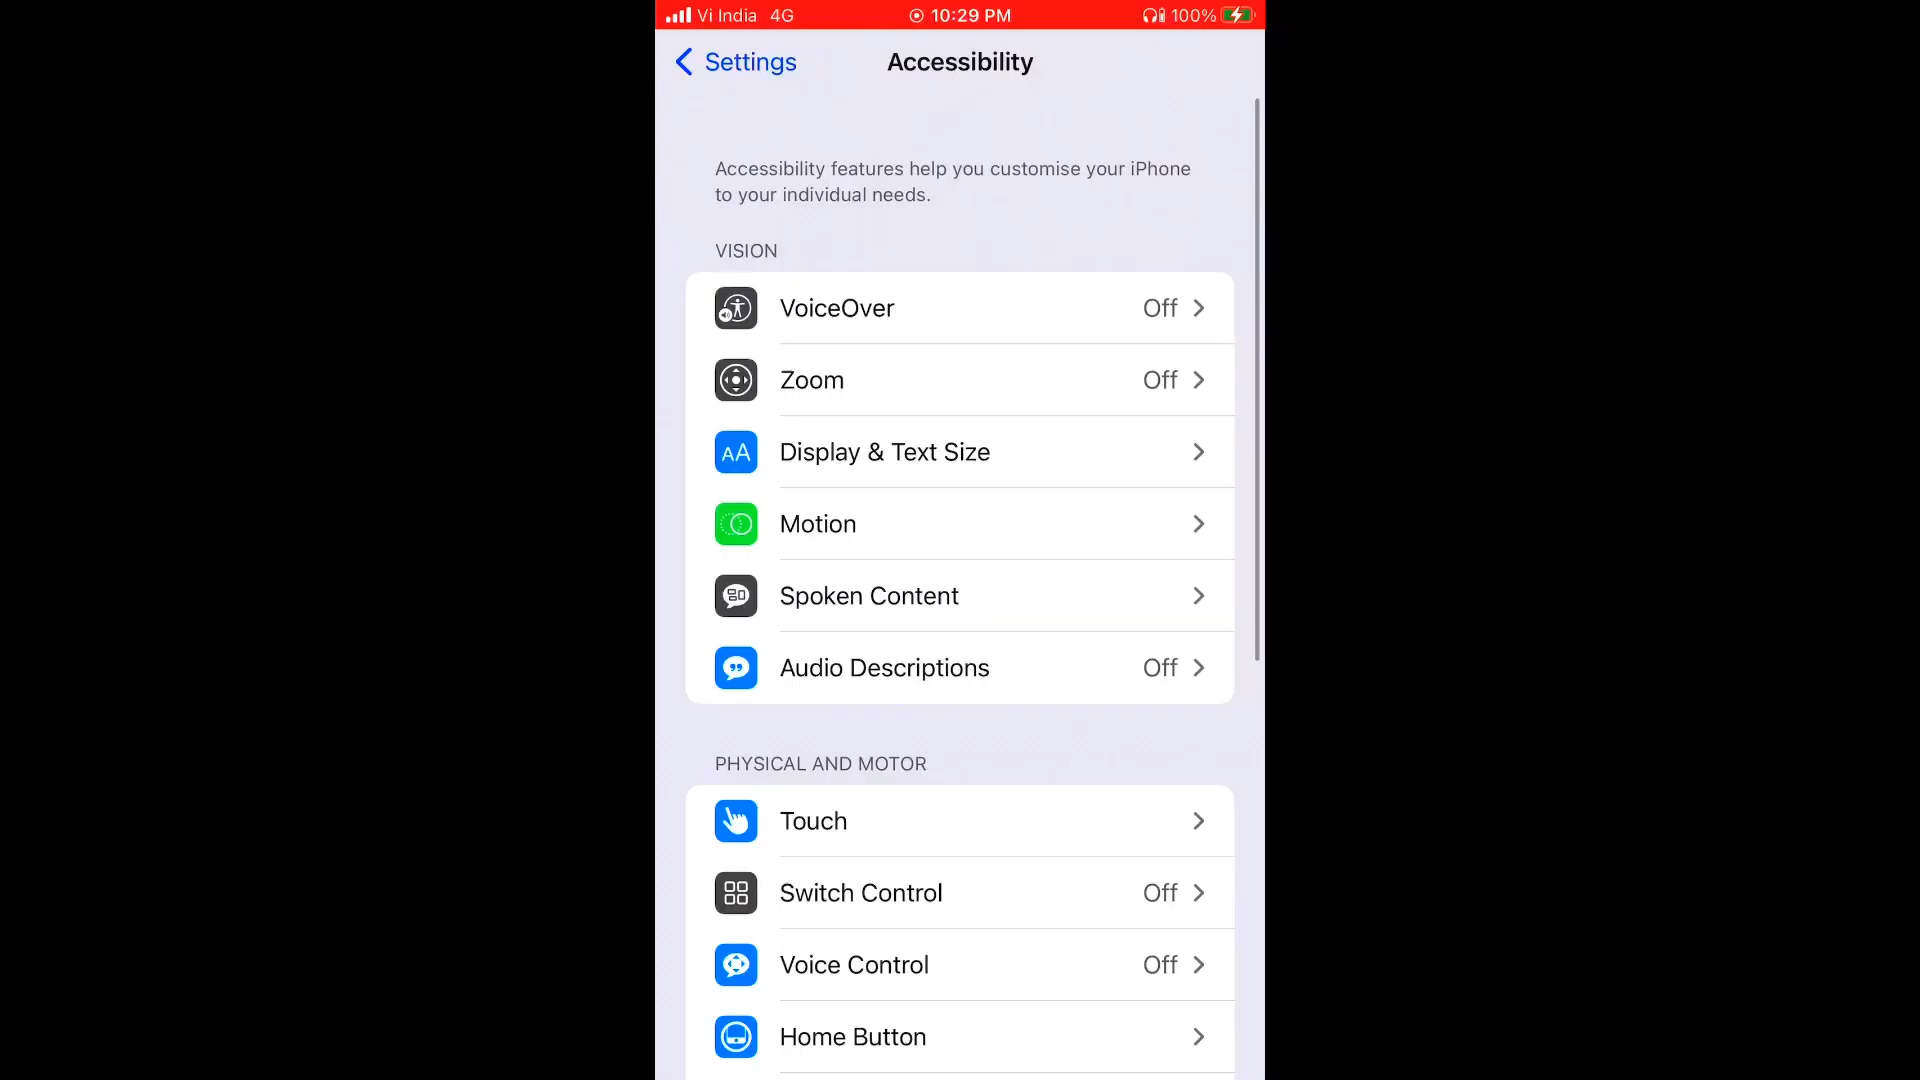 Vi India 4G 10:29 PM 100%
Settings Accessibility
Accessibility features help you customise your iPhone
to your individual needs.
VISION
VoiceOver Off
Zoom Off
AA Display & Text Size
Motion
Spoken Content
Audio Descriptions Off
PHYSICAL AND MOTOR
Touch
Switch Control Off
Voice Control Off
Home Button